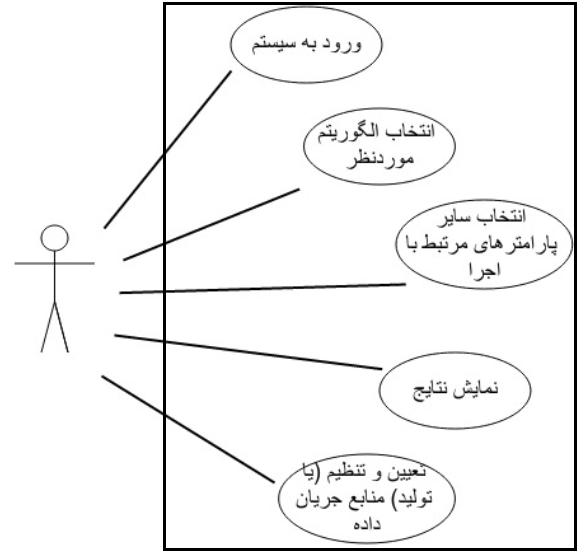 ورود به سیستم
انتخاب الگوریتم
موردنظر
انتخاب سایر
پارامترهای مرتبط با
اجرا
نمایش نتایج
تعیین و تنظیم (یا
تولید) منابع جریان
داده